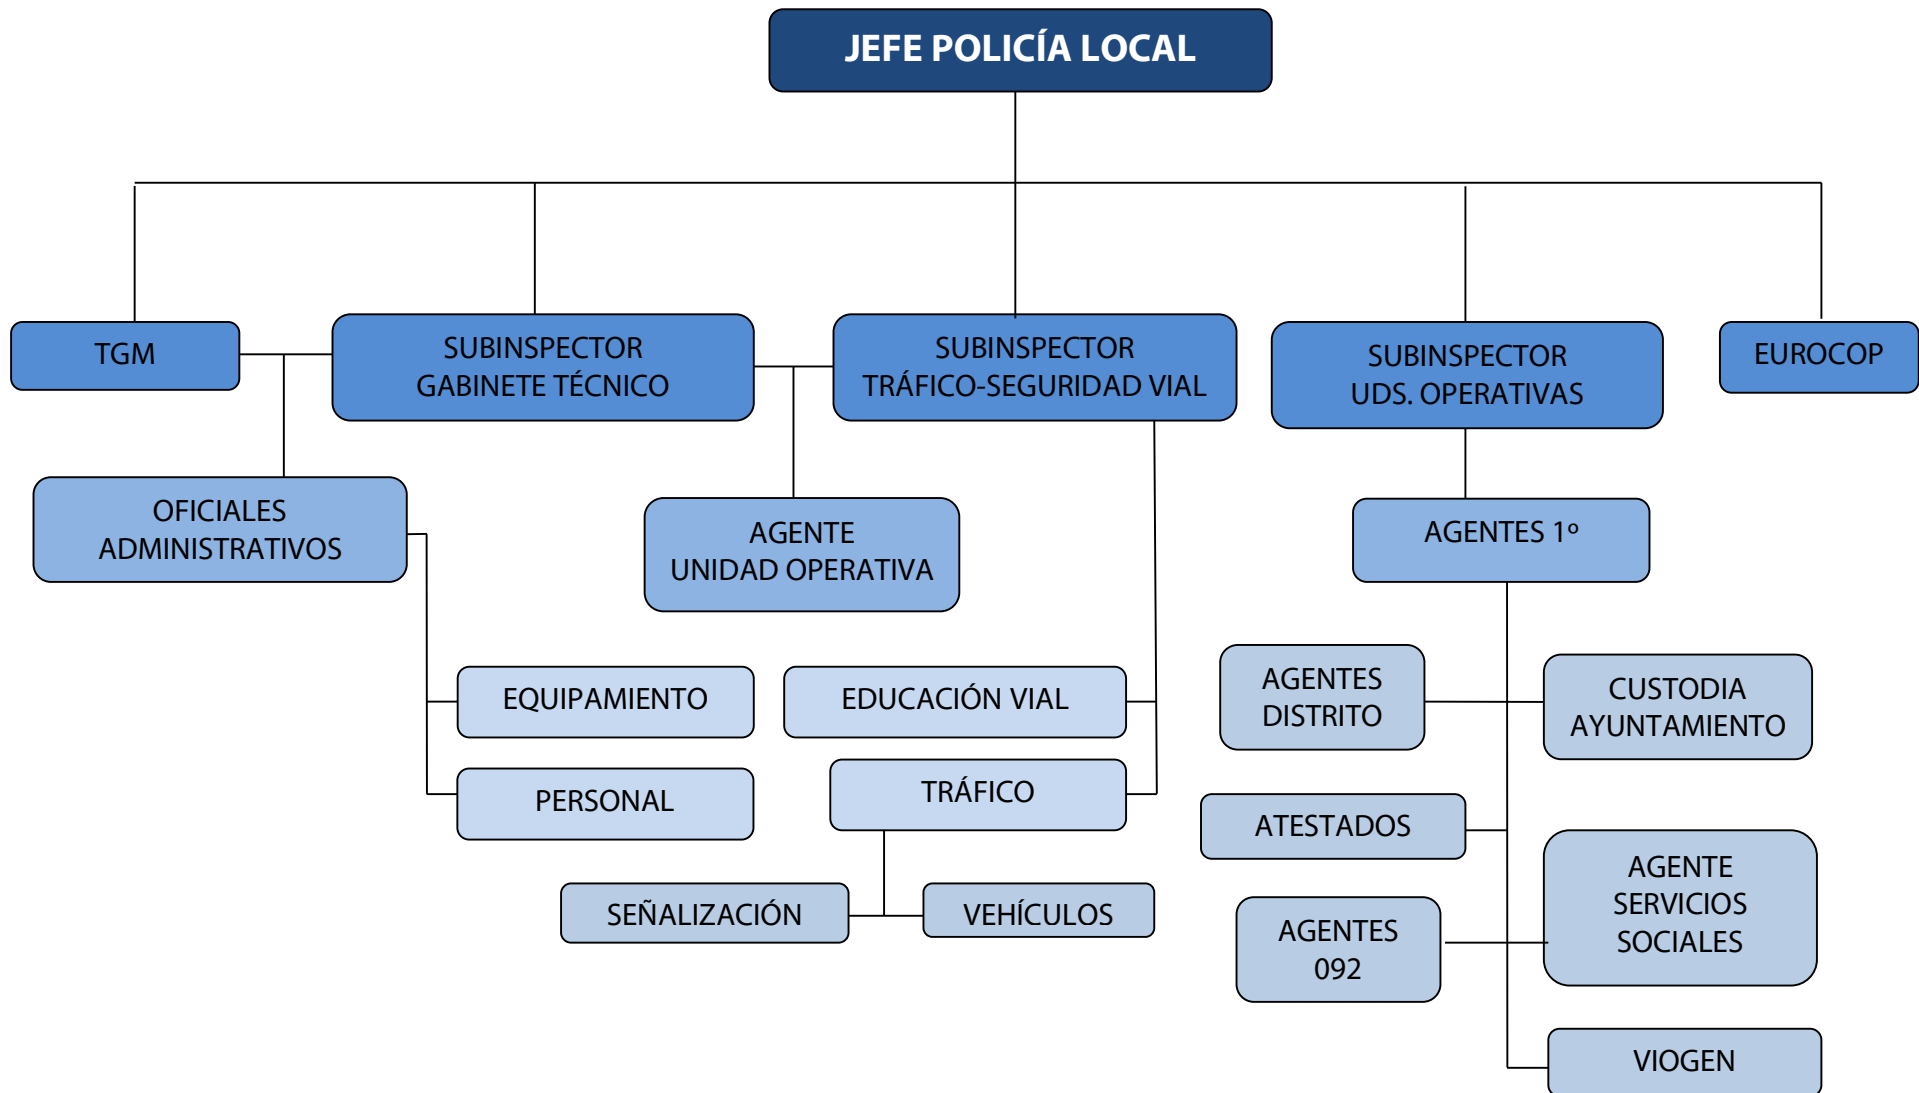 JEFE POLICÍA LOCAL
TGM
SUBINSPECTOR
GABINETE TÉCNICO
SUBINSPECTOR
TRÁFICO-SEGURIDAD VIAL
SUBINSPECTOR
UDS. OPERATIVAS
EUROCOP
OFICIALES
ADMINISTRATIVOS
AGENTE
UNIDAD OPERATIVA
AGENTES 1º
EQUIPAMIENTO
PERSONAL
EDUCACIÓN VIAL
TRÁFICO
SEÑALIZACIÓN
VEHÍCULOS
AGENTES
DISTRITO
CUSTODIA
AYUNTAMIENTO
ATESTADOS
AGENTE
SERVICIOS
SOCIALES
AGENTES
092
VIOGEN